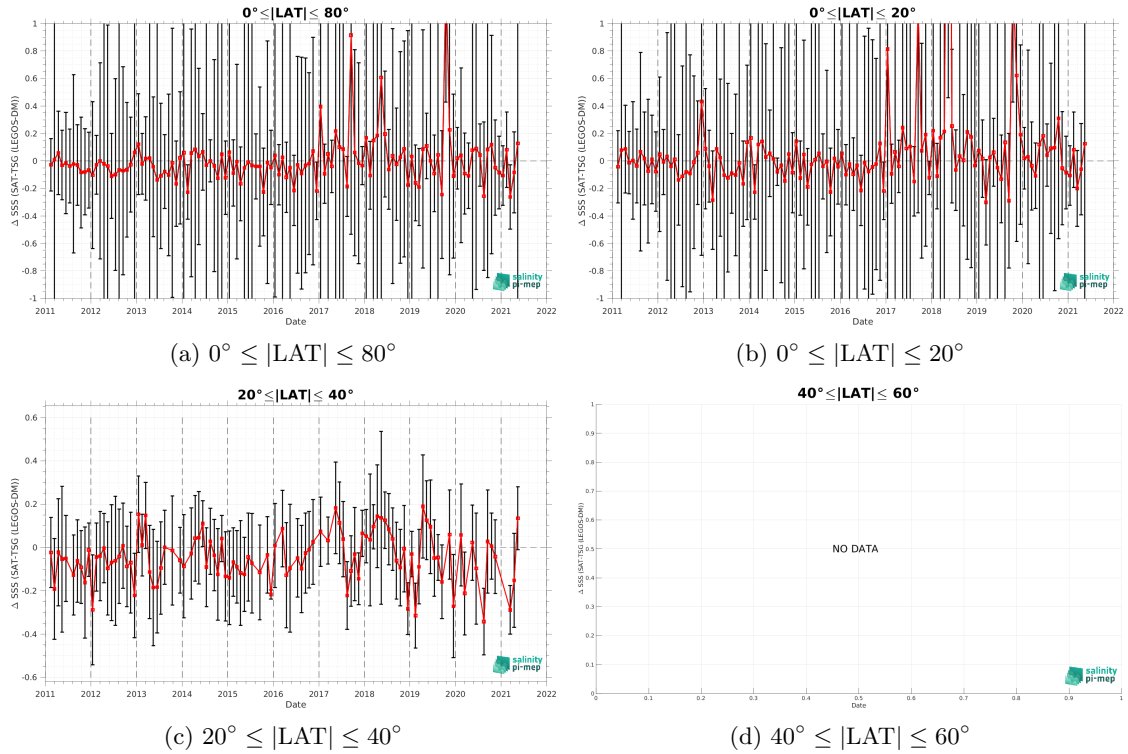 0°≤|LAT|≤ 80°
Δ SSS (SAT-TSG (LEGOS-DM))
1
0.8
0.6
0.4
0.2
0
-0.2
-0.4
-0.6
-0.8
-1
2011 2012 2013 2014 2015 2016 2017 2018 2019 2020 2021 2022
Date
salinity
pi-mep
(a) 0° ≤ |LAT| ≤ 80°
0°≤|LAT|≤ 20°
Δ SSS (SAT-TSG (LEGOS-DM))
1
0.8
0.6
0.4
0.2
0
-0.2
-0.4
-0.6
-0.8
-1
2011 2012 2013 2014 2015 2016 2017 2018 2019 2020 2021 2022
Date
salinity
pi-mep
(b) 0° ≤ |LAT| ≤ 20°
20°≤|LAT|≤ 40°
Δ SSS (SAT-TSG (LEGOS-DM))
0.6
0.4
0.2
0
-0.2
-0.4
-0.6
2011 2012 2013 2014 2015 2016 2017 2018 2019 2020 2021 2022
Date
salinity
pi-mep
(c) 20° ≤ |LAT| ≤ 40°
40°≤|LAT|≤ 60°
Δ SSS (SAT-TSG (LEGOS-DM))
1
0.9
0.8
0.7
0.6
0.5
0.4
0.3
0.2
0.1
0
NO DATA
0 0.1 0.2 0.3 0.4 0.5 0.6 0.7 0.8 0.9 1
Date
salinity
pi-mep
(d) 40° ≤ |LAT| ≤ 60°